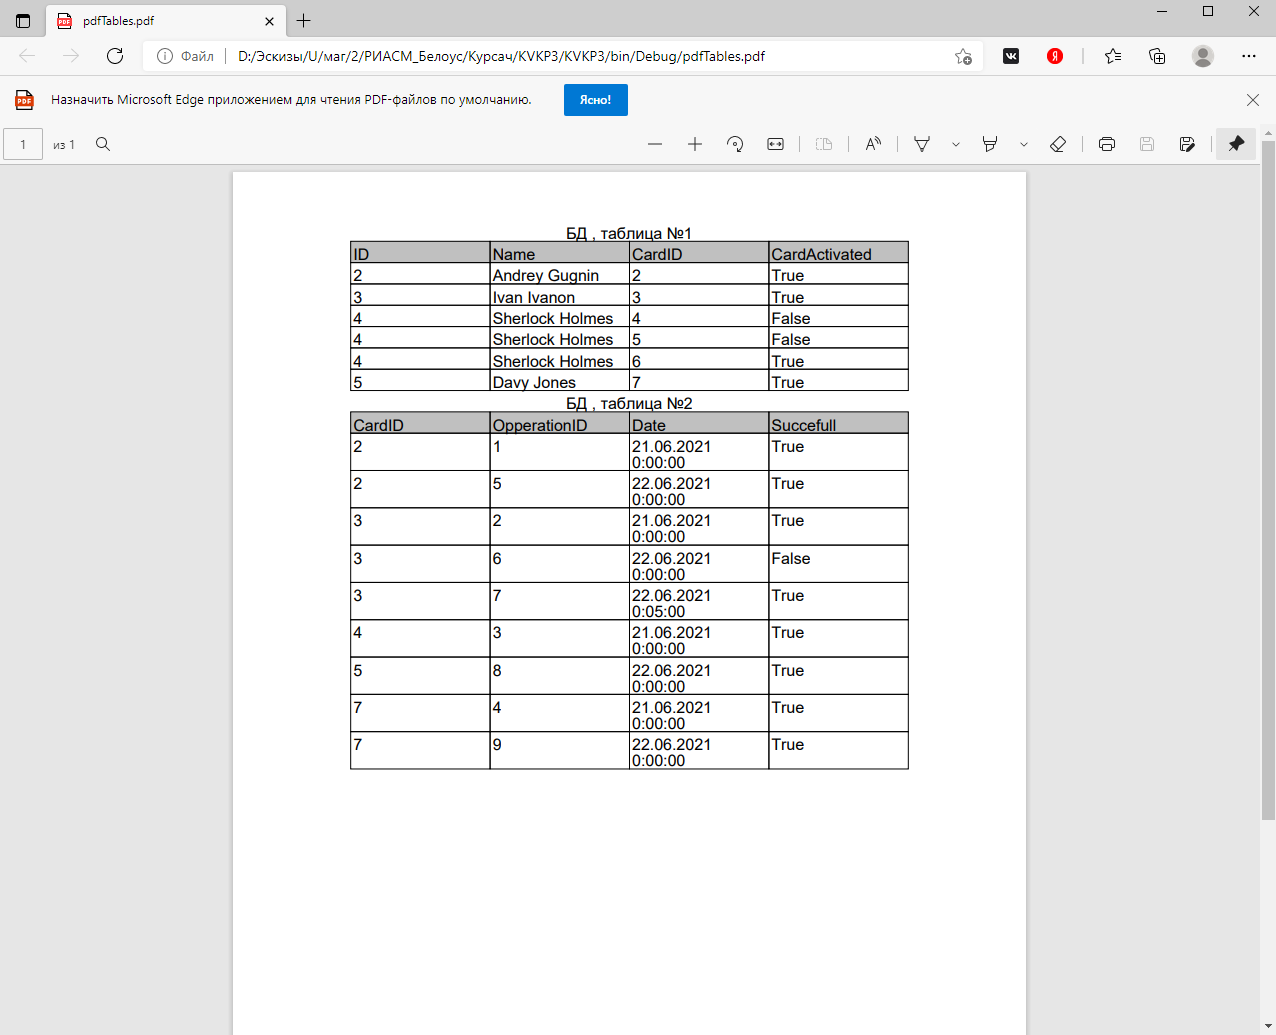 pdfTables.pdf
Файл D:/Эскизы/U/маг/2/РИАСМ_Белоус/Курсач/KVKP3/KVKP3/bin/Debug/pdfTables.pdf
Назначить Microsoft Edge приложением для чтения PDF-файлов по умолчанию. Ясно!
1 из 1
БД , таблица №1
ID Name CardID CardActivated
2 Andrey Gugnin 2 True
3 Ivan Ivanon 3 True
4 Sherlock Holmes 4 False
4 Sherlock Holmes 5 False
4 Sherlock Holmes 6 True
5 Davy Jones 7 True
БД , таблица №2
CardID OpperationID Date Succefull
2 1 21.06.2021 True
0:00:00
2 5 22.06.2021 True
0:00:00
3 2 21.06.2021 True
0:00:00
3 6 22.06.2021 False
0:00:00
3 7 22.06.2021 True
0:05:00
4 3 21.06.2021 True
0:00:00
5 8 22.06.2021 True
0:00:00
7 4 21.06.2021 True
0:00:00
7 9 22.06.2021 True
0:00:00